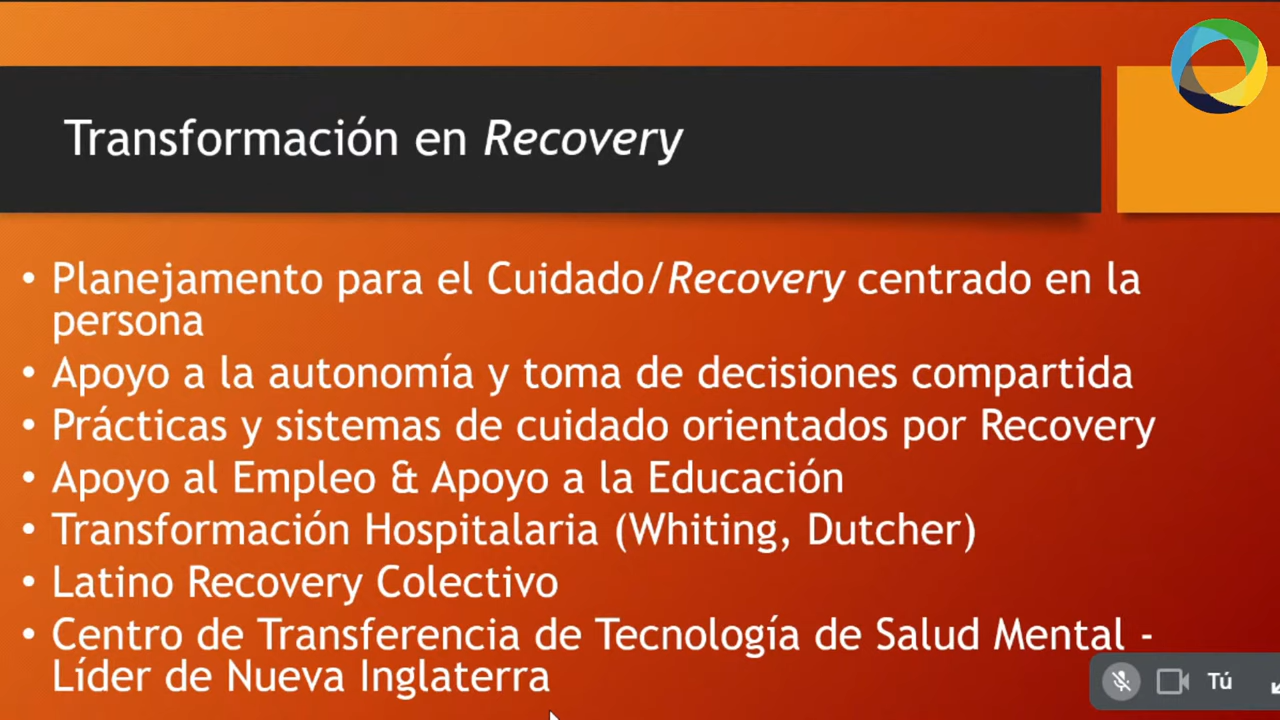 Transformación en Recovery
• Planejamento para el Cuidado/Recovery centrado en la
persona
• Apoyo a la autonomía y toma de decisiones compartida
• Prácticas y sistemas de cuidado orientados por Recovery
• Apoyo al Empleo & Apoyo a la Educación
• Transformación Hospitalaria (Whiting, Dutcher)
• Latino Recovery Colectivo
• Centro de Transferencia de Tecnología de Salud Mental -
Líder de Nueva Inglaterra
Tú